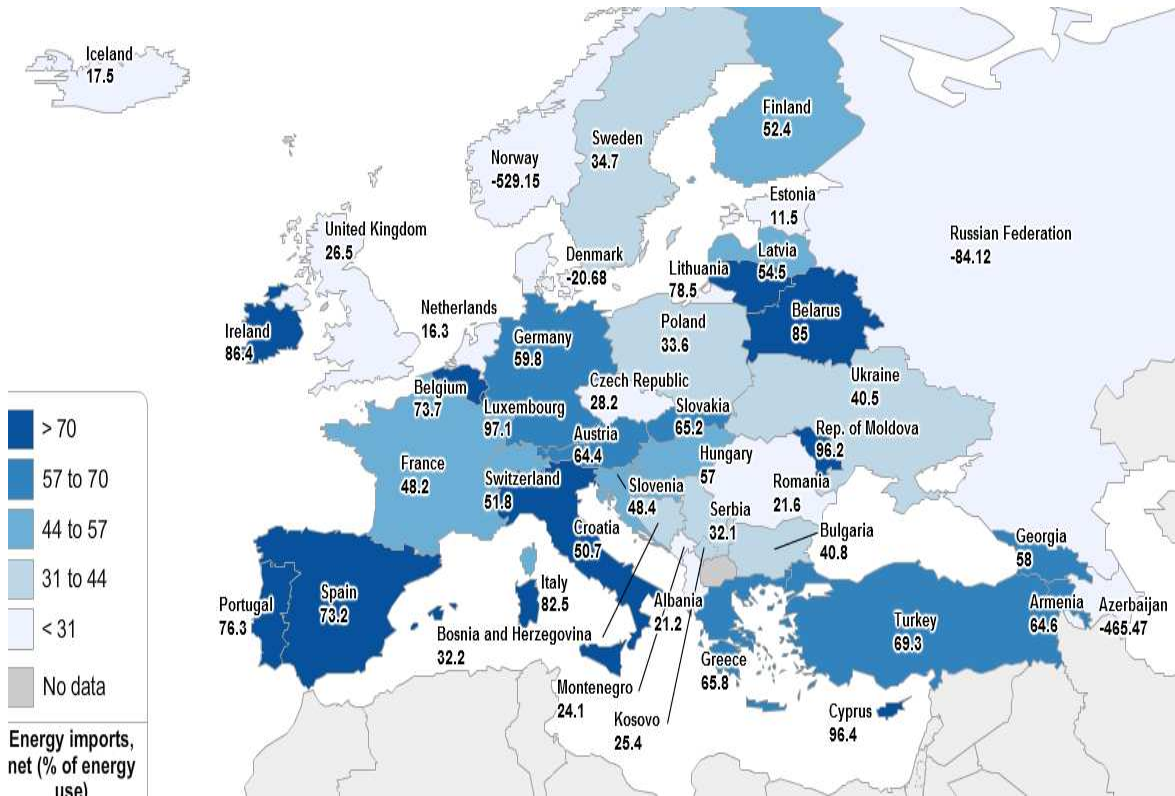 Iceland
17.5
Finland
52.4
Sweden
34.7
Norway
-529.15
Estonia
11.5
United Kingdom
26.5
Russian Federation
-84.12
Denmark
-20.68
Latvia
54.5
Lithuania
78.5
Netherlands
16.3
Belarus
85
Ireland
86.4
Germany
59.8
Poland
33.6
Belgium
73.7
Czech Republic
28.2
Ukraine
40.5
Luxembourg
97.1
Slovakia
65.2
Austria
64.4
Rep. of Moldova
96.2
France
48.2
Switzerland
51.8
Hungary
57
Slovenia
48.4
Romania
21.6
Serbia
32.1
Croatia
50.7
Bulgaria
40.8
Georgia
58
Portugal
76.3
Spain
73.2
Italy
82.5
Albania
21.2
Armenia
64.6
Azerbaijan
-465.47
Turkey
69.3
Bosnia and Herzegovina
32.2
Greece
65.8
Montenegro
24.1
Kosovo
25.4
Cyprus
96.4
> 70
57 to 70
44 to 57
31 to 44
< 31
No data
Energy imports,
net (% of energy
use)